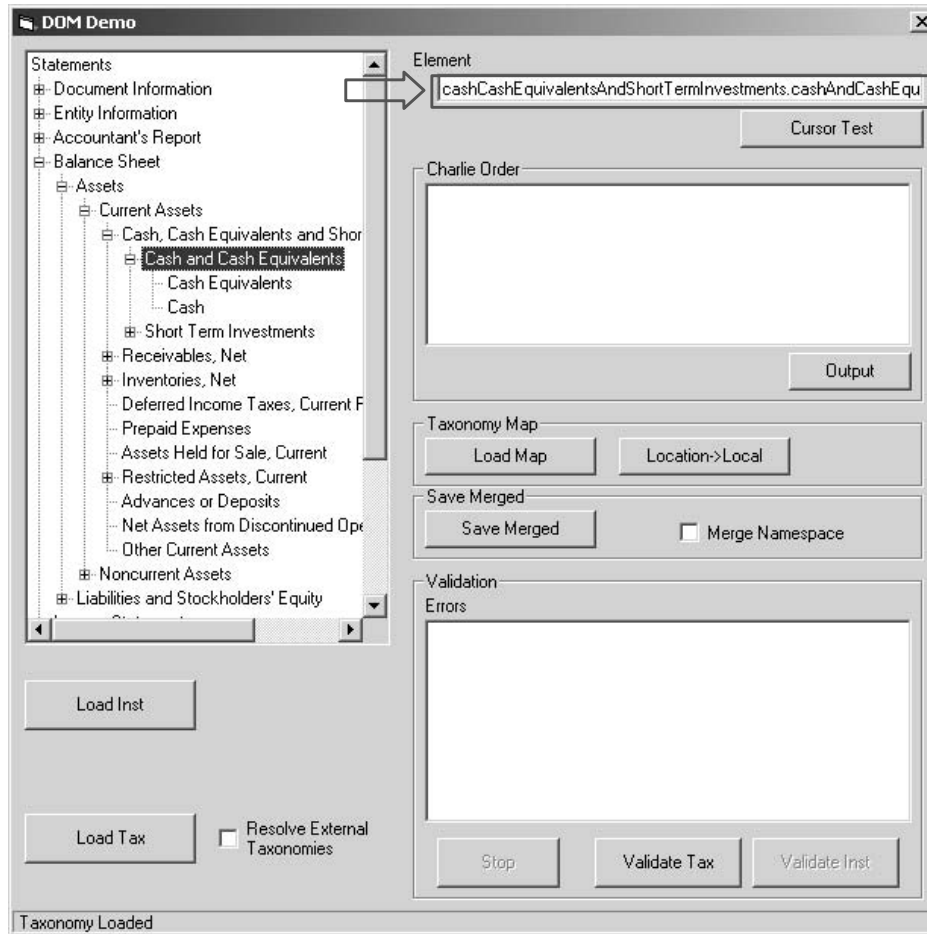 DOM Demo
Statements
Document Information
Entity Information
Accountant's Report
Balance Sheet
Assets
Current Assets
Cash, Cash Equivalents and Shor
Cash and Cash Equivalents
Cash Equivalents
Cash
Short Term Investments
Receivables, Net
Inventories, Net
Deferred Income Taxes, Current F
Prepaid Expenses
Assets Held for Sale, Current
Restricted Assets, Current
Advances or Deposits
Net Assets from Discontinued Ope
Other Current Assets
Noncurrent Assets
Liabilities and Stockholders' Equity
Load Inst
Load Tax
Resolve External
Taxonomies
Element
cashCashEquivalentsAndShortTermInvestments.cashAndCashEqu
Cursor Test
Charlie Order
Output
Taxonomy Map
Load Map
Location->Local
Save Merged
Save Merged
Merge Namespace
Validation
Errors
Stop
Validate Tax
Validate Inst
Taxonomy Loaded